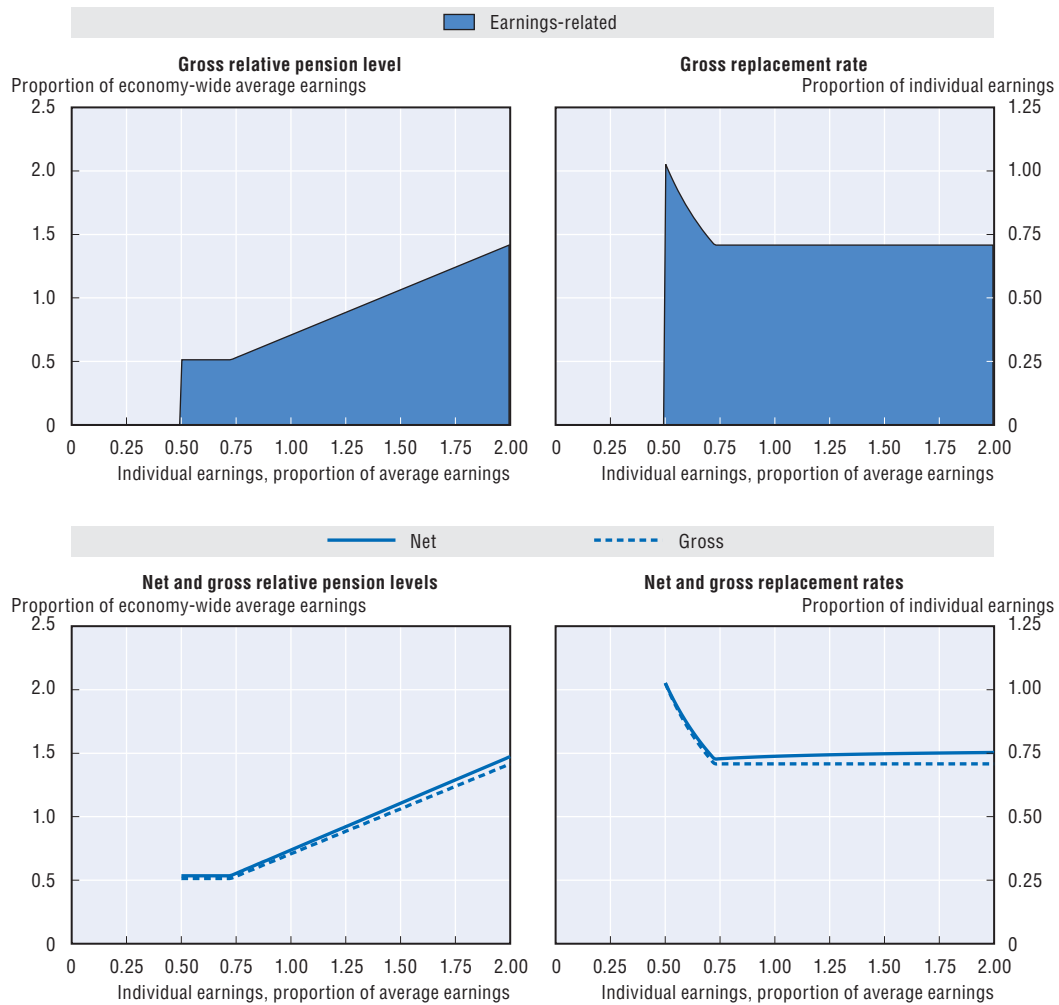 Earnings-related
Gross relative pension level
Proportion of economy-wide average earnings
2.5
2.0
1.5
1.0
0.5
0
0 0.25 0.50 0.75 1.00 1.25 1.50 1.75 2.00
Individual earnings, proportion of average earnings
Gross replacement rate
Proportion of individual earnings
1.25
1.00
0.75
0.50
0.25
0
0 0.25 0.50 0.75 1.00 1.25 1.50 1.75 2.00
Individual earnings, proportion of average earnings
Net Gross
Net and gross relative pension levels
Proportion of economy-wide average earnings
2.5
2.0
1.5
1.0
0.5
0
0 0.25 0.50 0.75 1.00 1.25 1.50 1.75 2.00
Individual earnings, proportion of average earnings
Net and gross replacement rates
Proportion of individual earnings
1.25
1.00
0.75
0.50
0.25
0
0 0.25 0.50 0.75 1.00 1.25 1.50 1.75 2.00
Individual earnings, proportion of average earnings